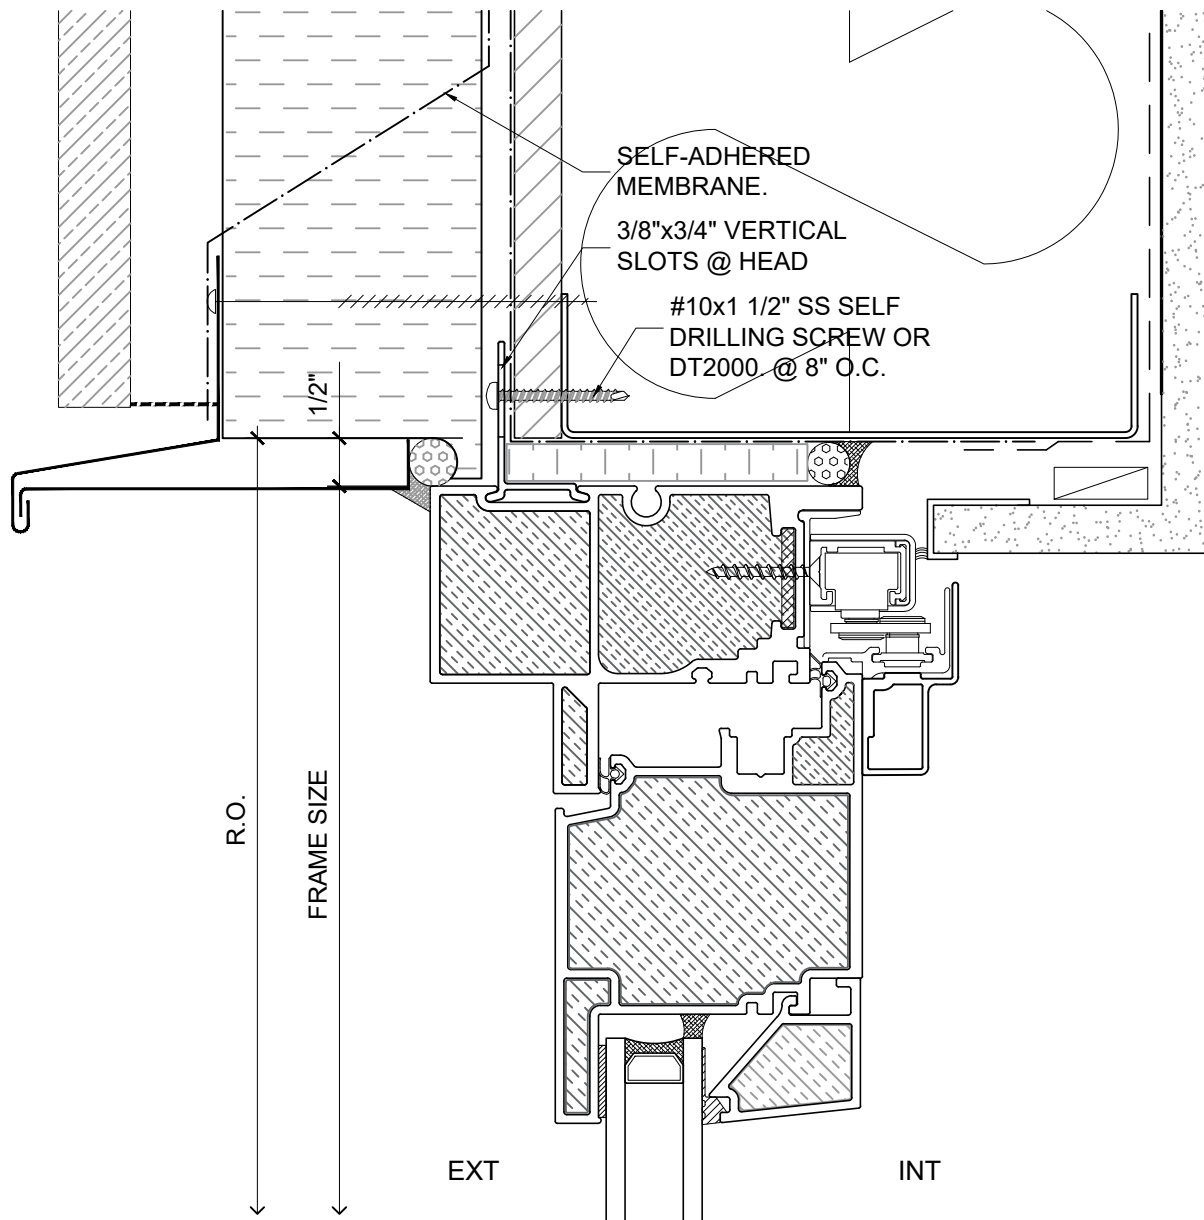 SELF-ADHERED
MEMBRANE.
3/8"x3/4" VERTICAL
SLOTS @ HEAD
#10x1 1/2" SS SELF
DRILLING SCREW OR
DT2000. @ 8" O.C.
1/2"
R.O.
FRAME SIZE
EXT
INT